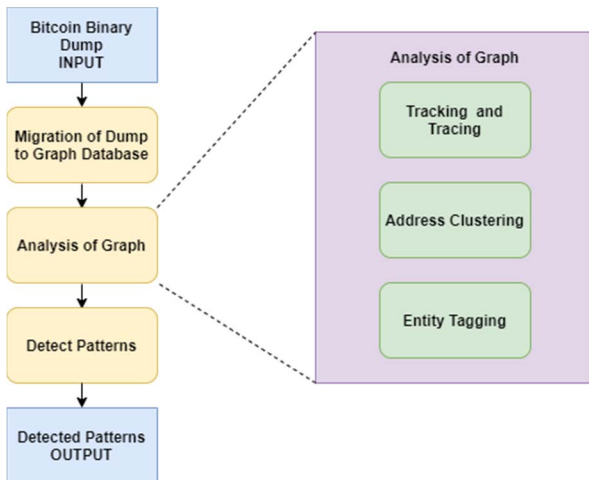 Bitcoin Binary
Dump
INPUT
Migration of Dump
to Graph Database
Analysis of Graph
Detect Patterns
Detected Patterns
OUTPUT
Analysis of Graph
Tracking and
Tracing
Address Clustering
Entity Tagging